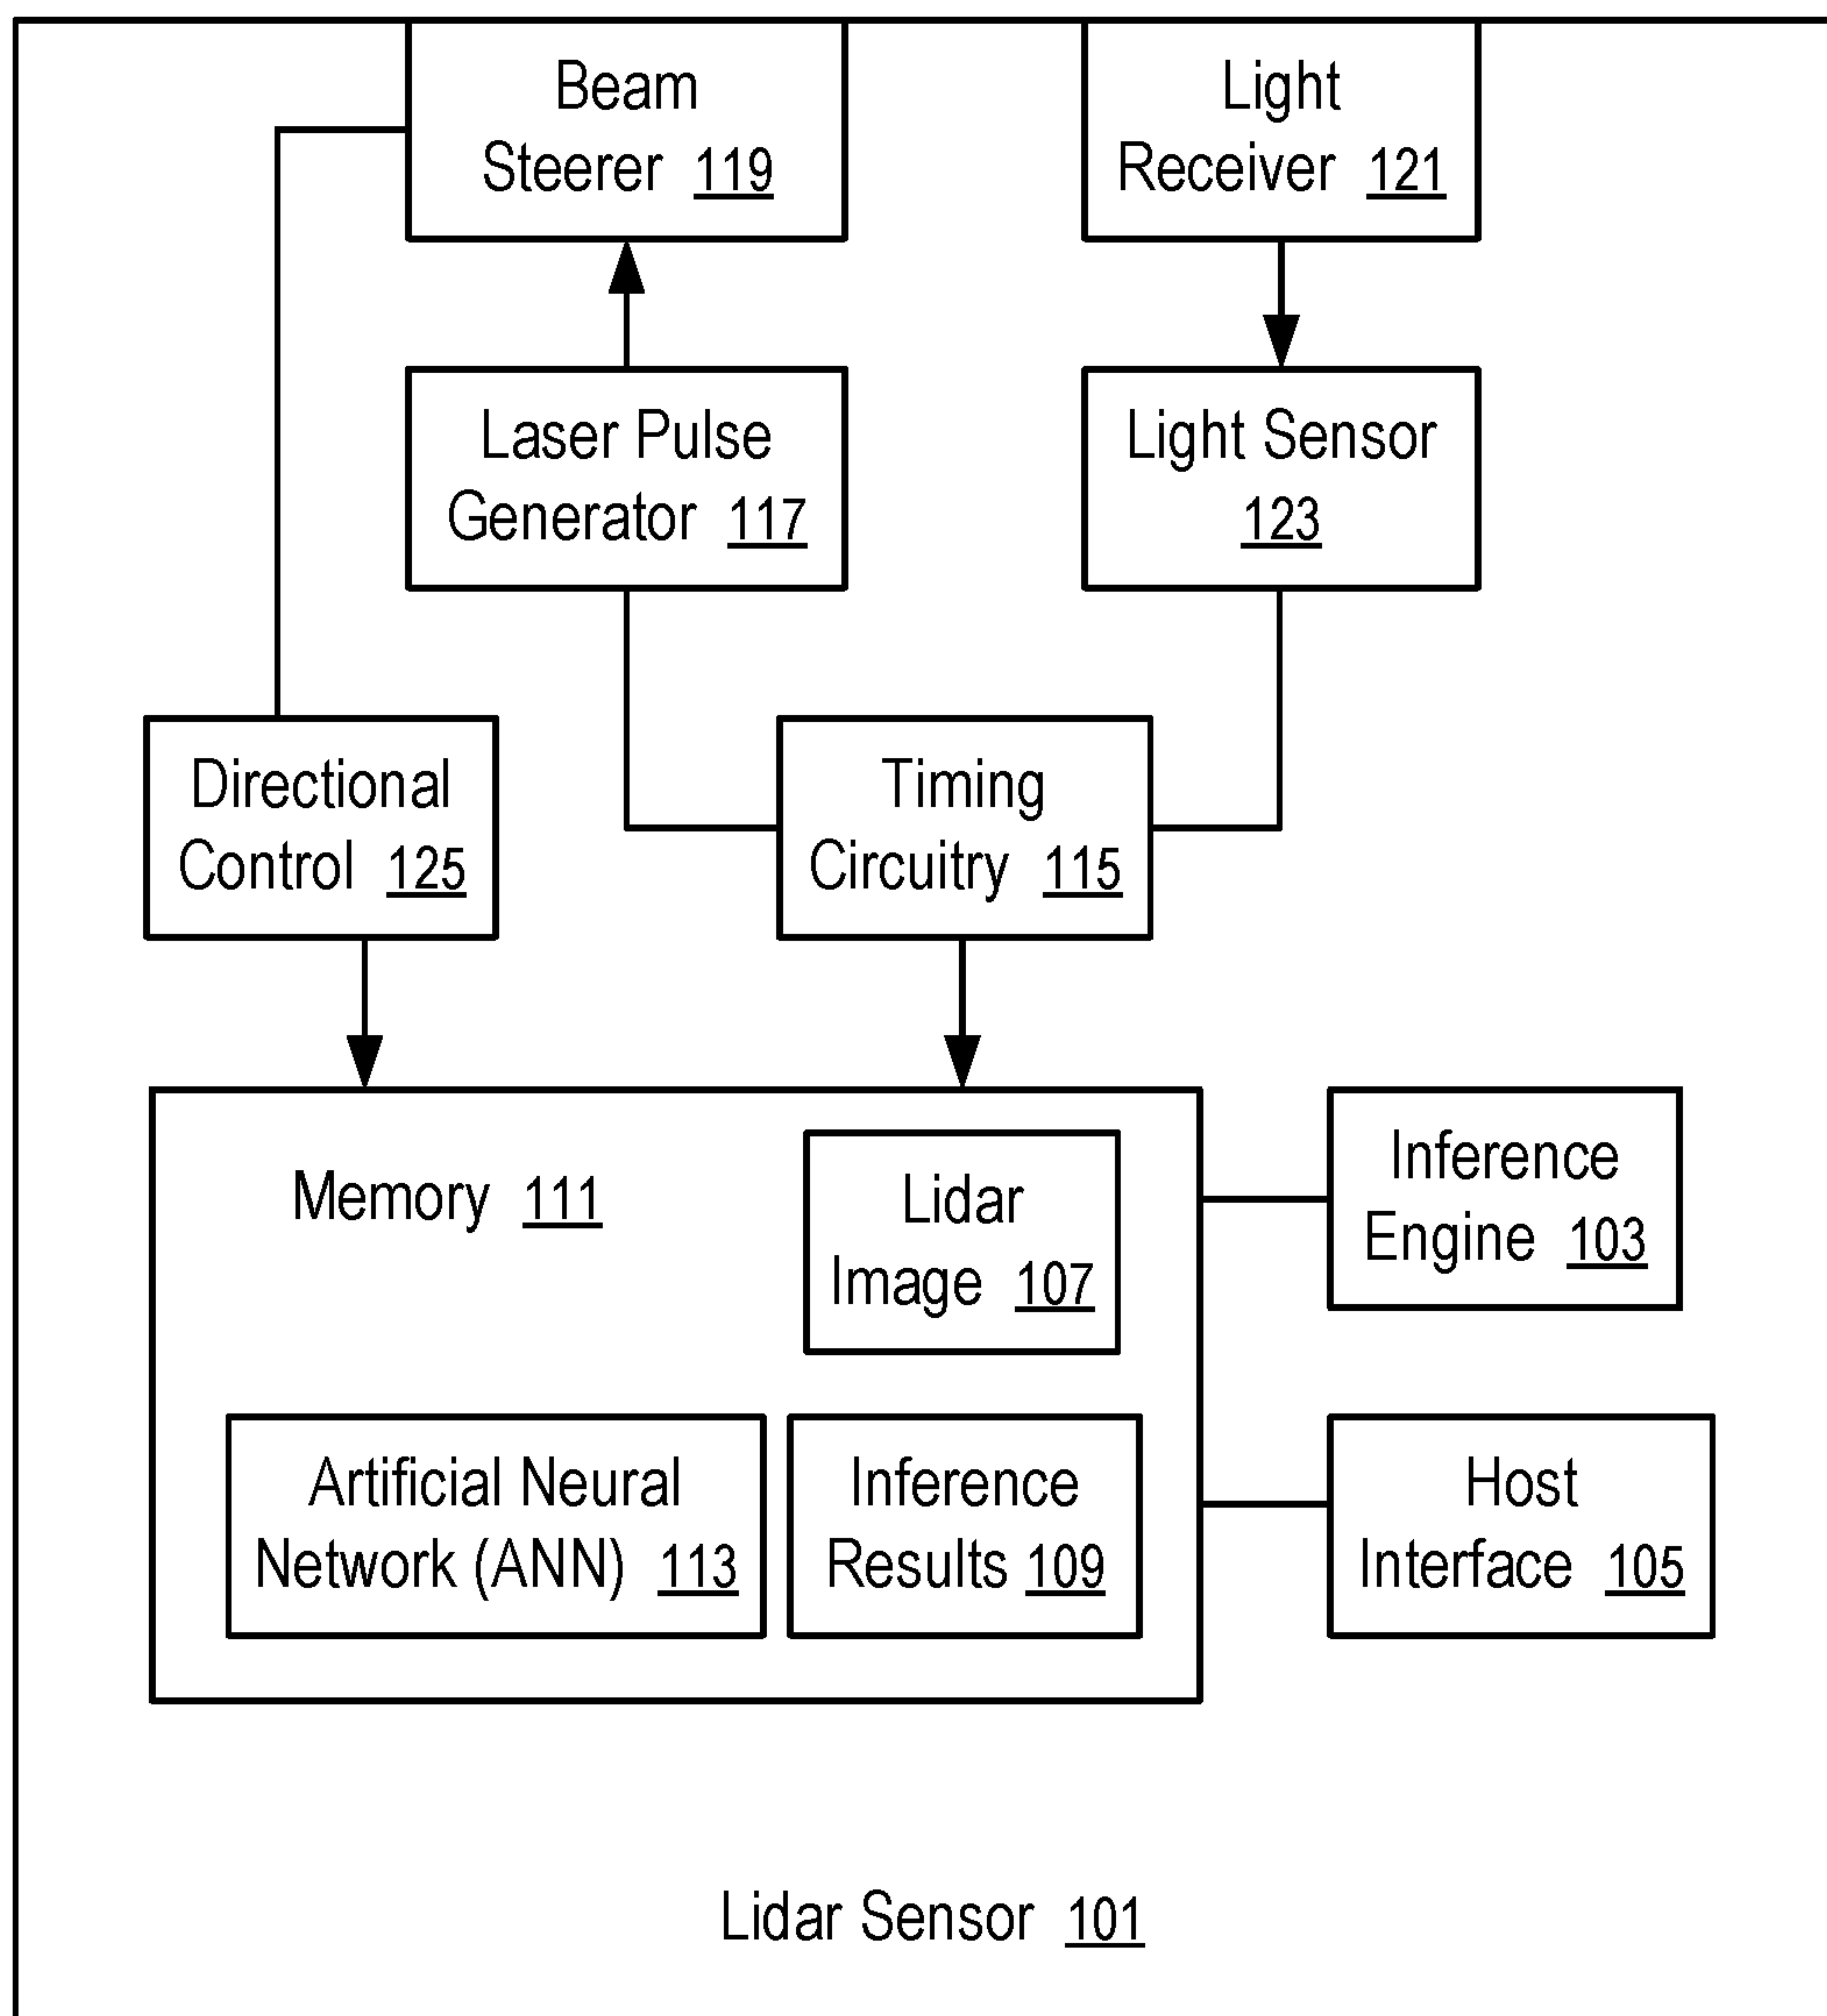 Beam
Steerer 119
Light
Receiver 121
Laser Pulse
Generator 117
Light Sensor
123
Directional
Control 125
Timing
Circuitry 115
Memory 111
Lidar
Image 107
Inference
Engine 103
Artificial Neural
Network (ANN) 113
Inference
Results 109
Host
Interface 105
Lidar Sensor 101